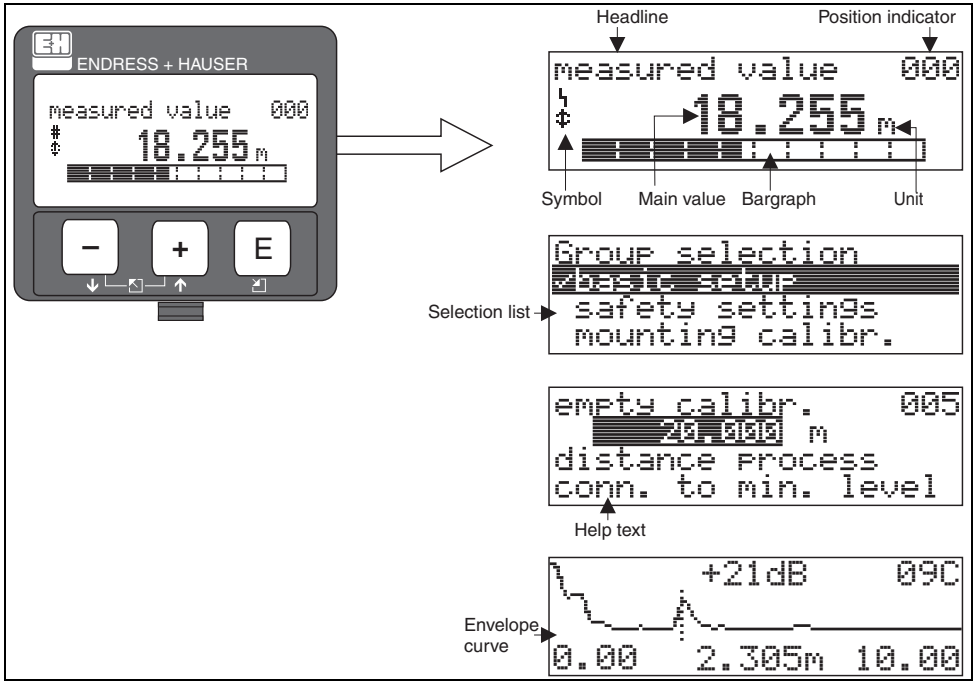 ENDRESS + HAUSER
measured value 000
18.255 m
- + E
Headline Position indicator
measured value 000
18.255 m
Symbol Main value Bargraph Unit
Group selection
basic setup
Selection list
safety settings
mounting calibr.
empty calibr. 005
20.000 m
distance process
conn. to min. level
Help text
+21dB 09C
Envelope
curve
0.00 2.305m 10.00